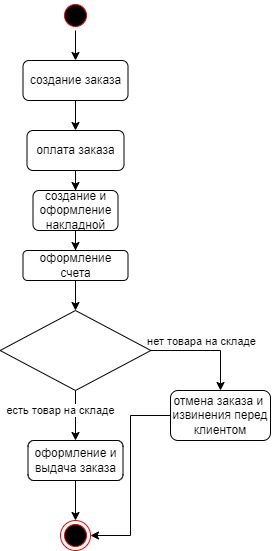 создание заказа
оплата заказа
создание и
оформление
накладной
оформление
счета
нет товара на складе
есть товар на складе
отмена заказа и
извинения перед
клиентом
оформление и
выдача заказа